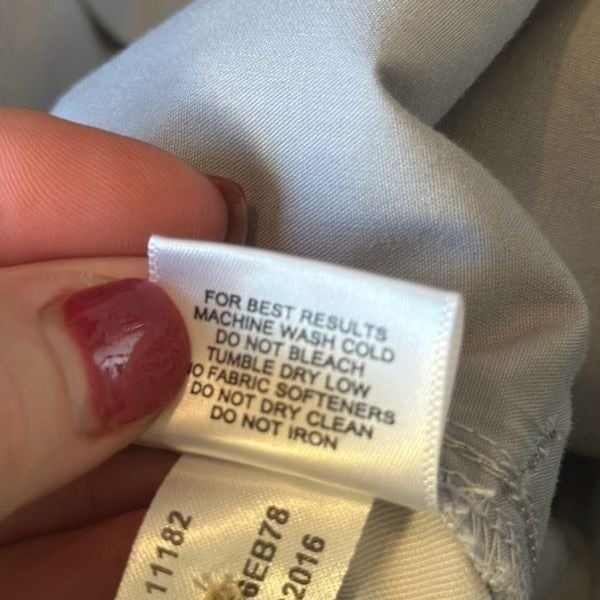 FOR BEST RESULTS
MACHINE WASH COLD
DO NOT BLEACH
TUMBLE DRY LOW
FABRIC SOFTENERS
DO NOT DRY CLEAN
DO NOT IRON
11182
6EB78
2016